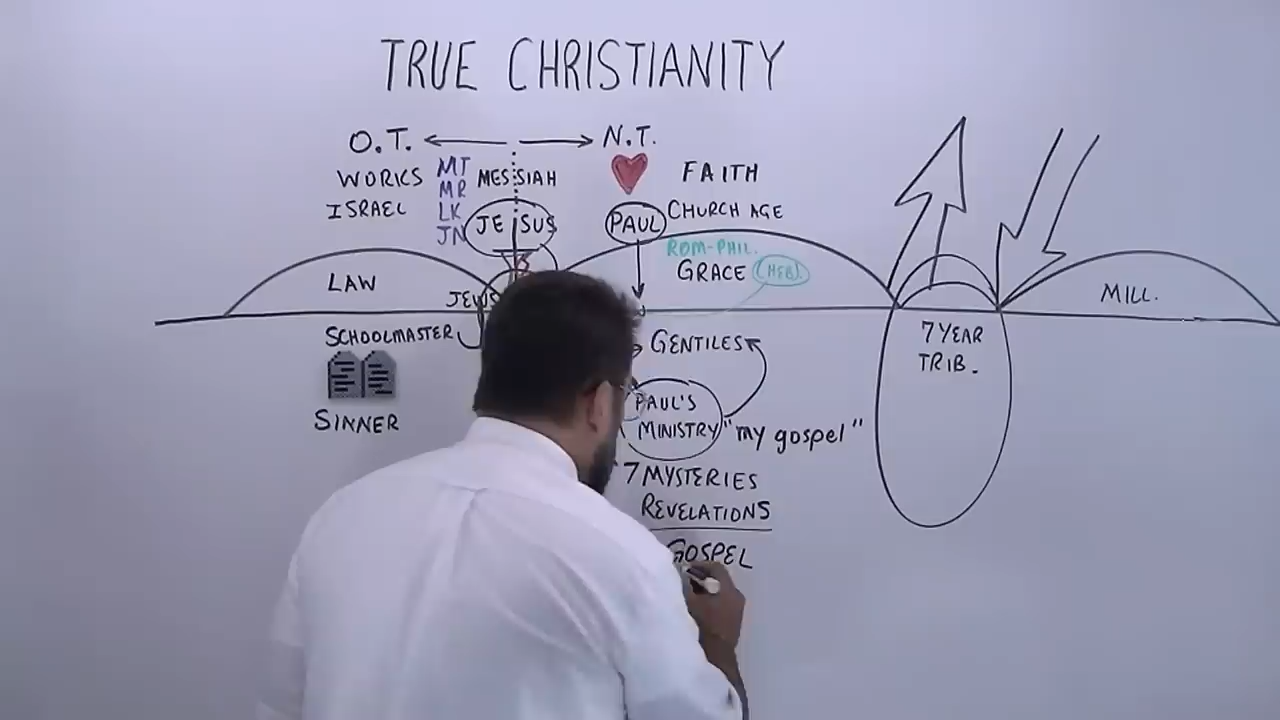 TRUE CHRISTIANITY
O.T. N.T.
WORKS
ISRAEL
MT
MR
LK
JN
MESSIAH
JESUS
FAITH
PAUL
CHURCH AGE
ROM-PHIL.
GRACE
LAW
JEWS
MILL.
SCHOOLMASTER
SINNER
GENTILES
PAUL'S
MINISTRY
"my gospel"
7 MYSTERIES
REVELATIONS
GOSPEL
7 YEAR
TRIB.